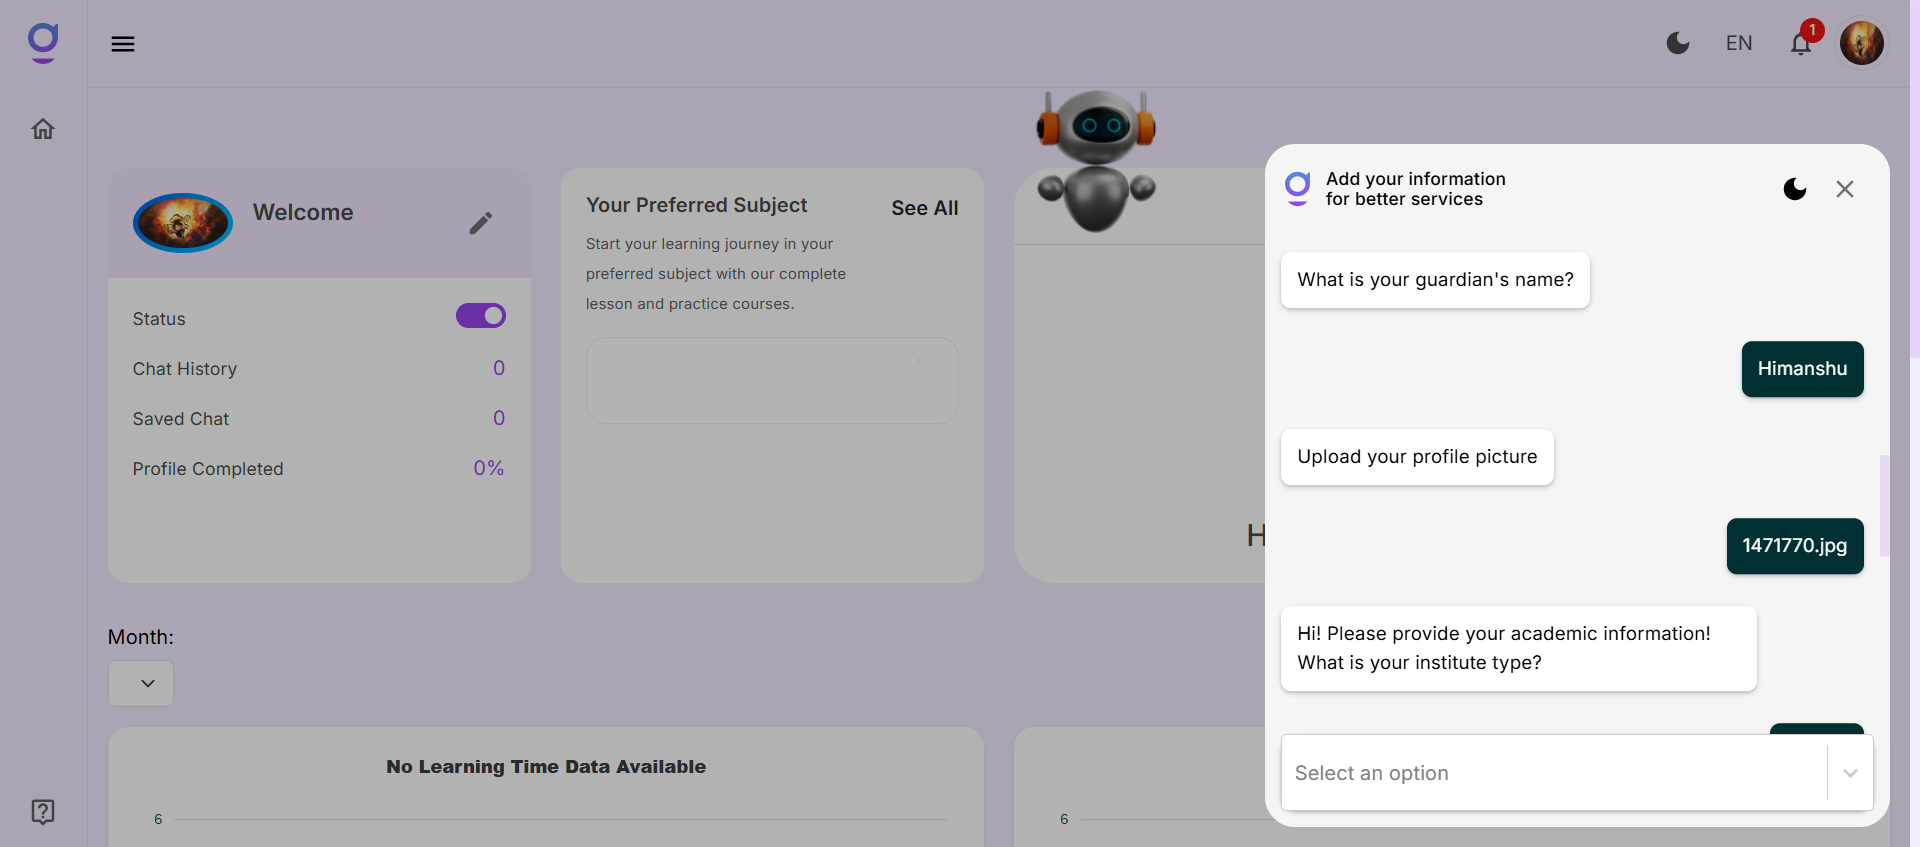 EN
1
Welcome
Status
Chat History 0
Saved Chat 0
Profile Completed 0%
Your Preferred Subject
See All
Start your learning journey in your
preferred subject with our complete
lesson and practice courses.
H
Month:
No Learning Time Data Available
6
6
Add your information
for better services
What is your guardian's name?
Himanshu
Upload your profile picture
1471770.jpg
Hi! Please provide your academic information!
What is your institute type?
Select an option